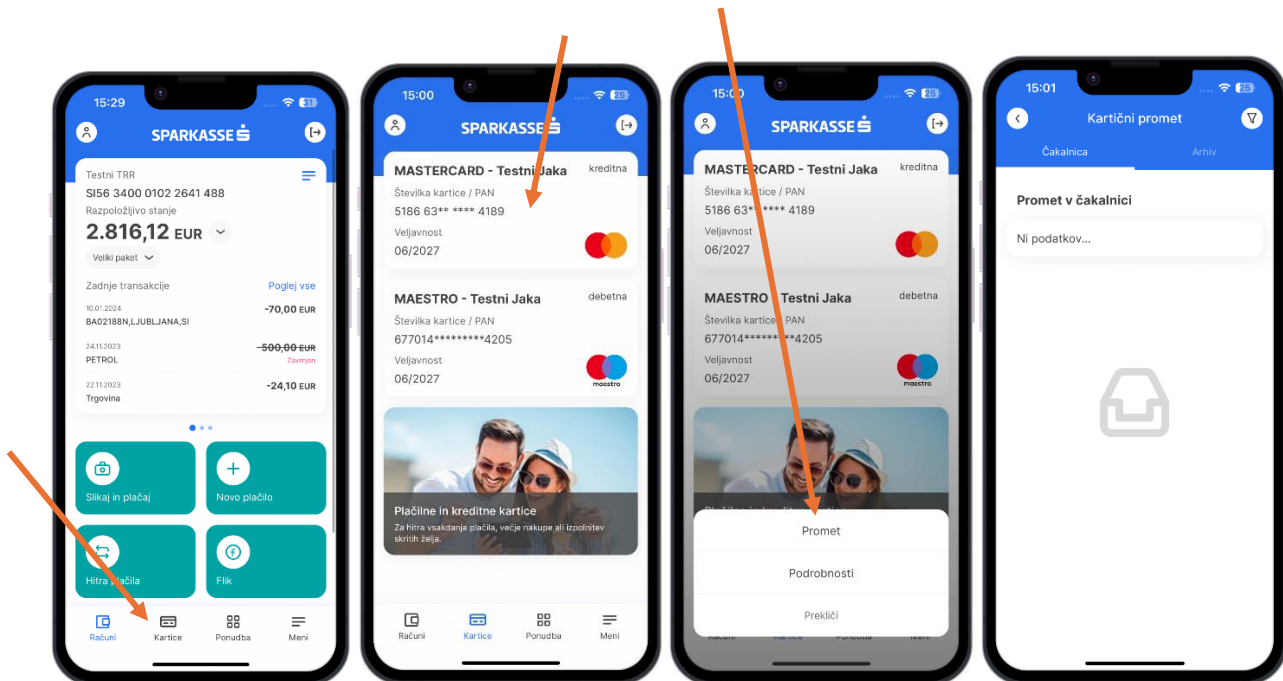 15:29
31
SPARKASSE
Testni TRR
SI56 3400 0102 2641 488
Razpoložljivo stanje
2.816,12 EUR
Veliki paket
Zadnje transakcije Poglej vse
10.01.2024 -70,00 EUR
BA02188N,LJUBLJANA,SI
24.11.2023 -500,00 EUR
PETROL Zavrnjen
22.11.2023 -24,10 EUR
Trgovina
Slikaj in plačaj Novo plačilo
Hitra plačila Flik
Računi Kartice Ponudba Meni
15:00
25
SPARKASSE
MASTERCARD - Testni Jaka kreditna
Številka kartice / PAN
5186 63** **** 4189
Veljavnost
06/2027
MAESTRO - Testni Jaka debetna
Številka kartice / PAN
677014*********4205
Veljavnost
06/2027
maestro
Plačilne in kreditne kartice
Za hitra vsakdanja plačila, večje nakupe ali izpolnitev
skritih želja.
Računi Kartice Ponudba Meni
15:00
25
SPARKASSE
MASTERCARD - Testni Jaka kreditna
Številka kartice / PAN
5186 63** **** 4189
Veljavnost
06/2027
MAESTRO - Testni Jaka debetna
Številka kartice / PAN
677014*********4205
Veljavnost
06/2027
maestro
Promet
Podrobnosti
Prekliči
15:01
25
Kartični promet
Čakalnica Arhiv
Promet v čakalnici
Ni podatkov...